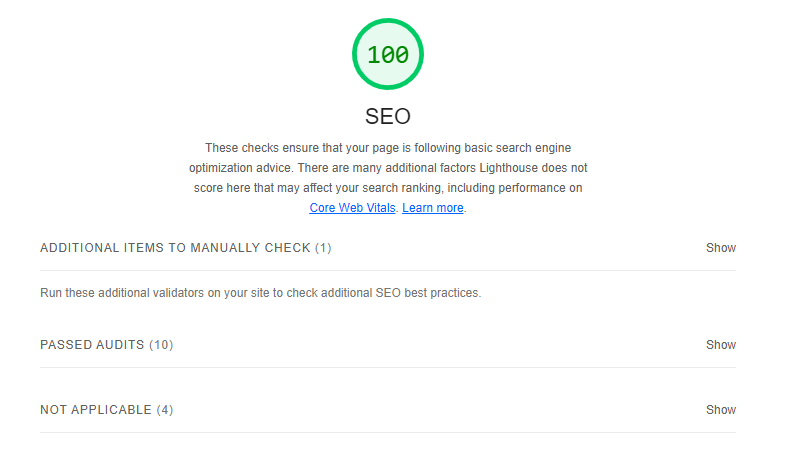 100
SEO
These checks ensure that your page is following basic search engine
optimization advice. There are many additional factors Lighthouse does not
score here that may affect your search ranking, including performance on
Core Web Vitals. Learn more.
ADDITIONAL ITEMS TO MANUALLY CHECK (1) Show
Run these additional validators on your site to check additional SEO best practices.
PASSED AUDITS (10) Show
NOT APPLICABLE (4) Show